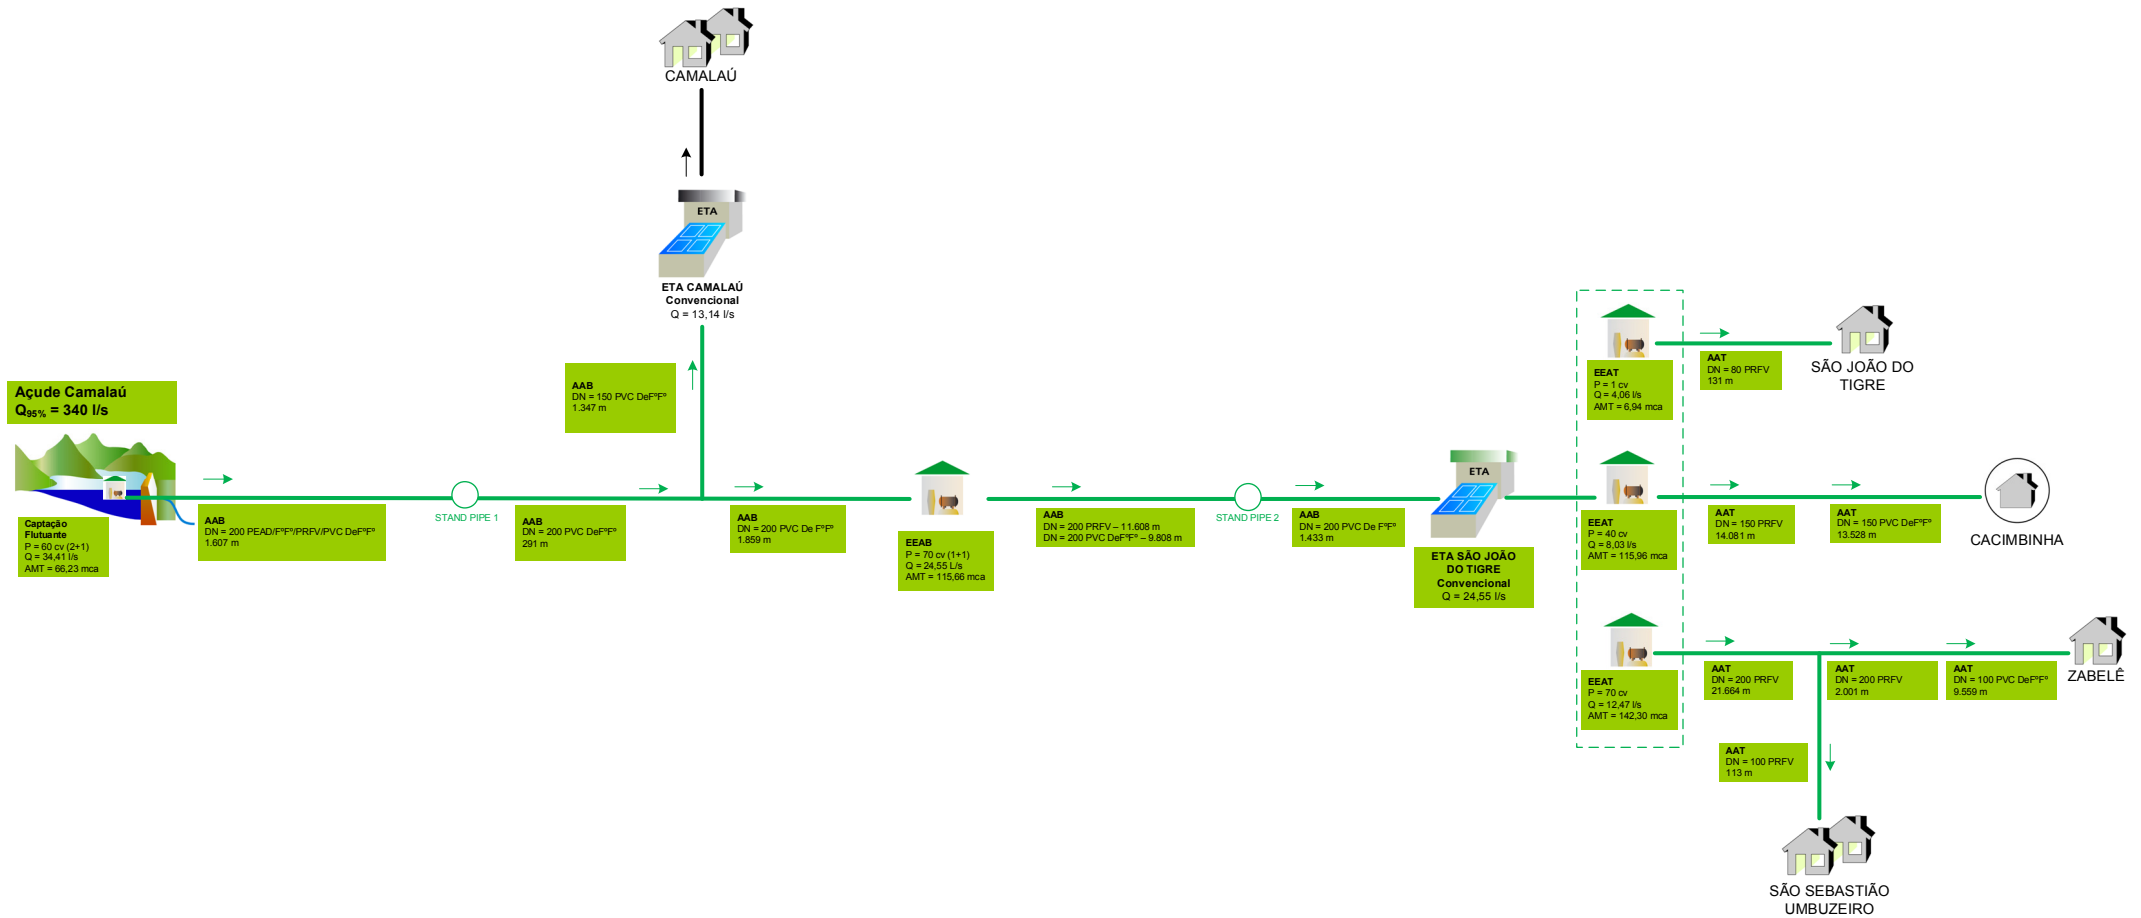 CAMALAÚ
ETA
ETA CAMALAÚ
Convencional
Q = 13,14 l/s
AAB
DN = 150 PVC DeFºFº
1.347 m
Açude Camalaú
Q95% = 340 l/s
Captação
Flutuante
P = 60 cv (2+1)
Q = 34,41 l/s
AMT = 66,23 mca
AAB
DN = 200 PEAD/FºFº/PRFV/PVC DeFºFº
1.607 m
STAND PIPE 1
AAB
DN = 200 PVC DeFºFº
291 m
AAB
DN = 200 PVC De FºFº
1.859 m
EEAB
P = 70 cv (1+1)
Q = 24,55 L/s
AMT = 115,66 mca
AAB
DN = 200 PRFV – 11.608 m
DN = 200 PVC DeFºFº – 9.808 m
STAND PIPE 2
AAB
DN = 200 PVC De FºFº
1.433 m
ETA
ETA SÃO JOÃO
DO TIGRE
Convencional
Q = 24,55 l/s
EEAT
P = 1 cv
Q = 4,06 l/s
AMT = 6,94 mca
AAT
DN = 80 PRFV
131 m
SÃO JOÃO DO
TIGRE
EEAT
P = 40 cv
Q = 8,03 l/s
AMT = 115,96 mca
AAT
DN = 150 PRFV
14.081 m
AAT
DN = 150 PVC DeFºFº
13.528 m
CACIMBINHA
EEAT
P = 70 cv
Q = 12,47 l/s
AMT = 142,30 mca
AAT
DN = 200 PRFV
21.664 m
AAT
DN = 200 PRFV
2.001 m
AAT
DN = 100 PVC DeFºFº
9.559 m
ZABELÊ
AAT
DN = 100 PRFV
113 m
SÃO SEBASTIÃO
UMBUZEIRO